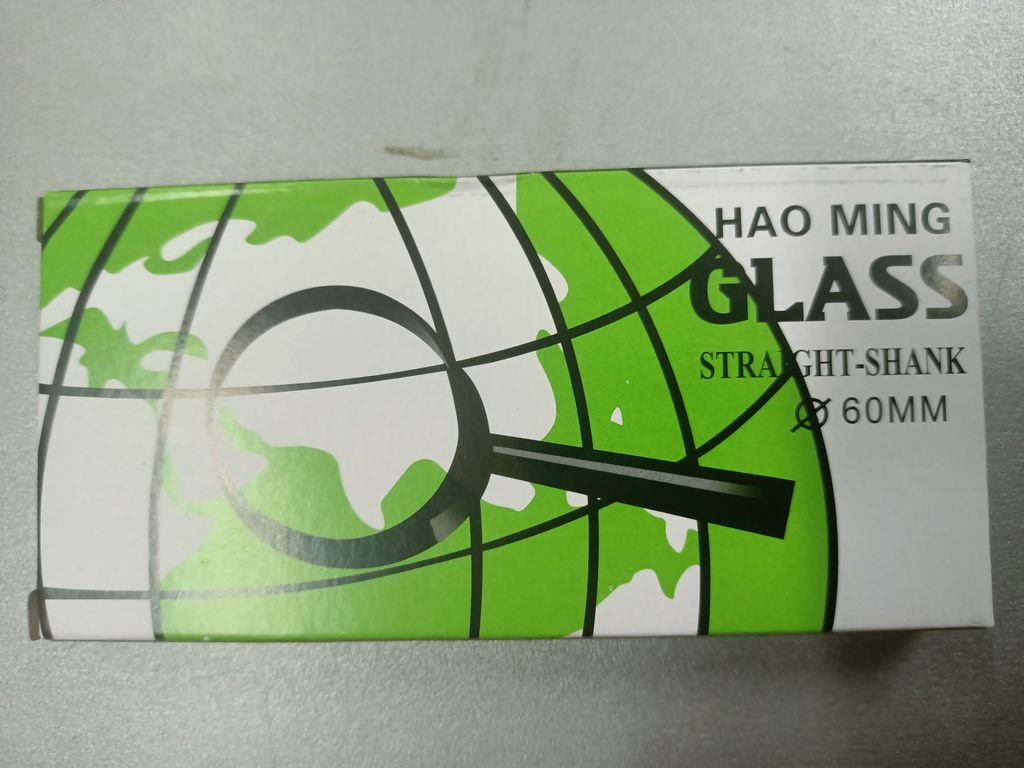 HAO MING
GLASS
STRAIGHT-SHANK
Ø 60MM